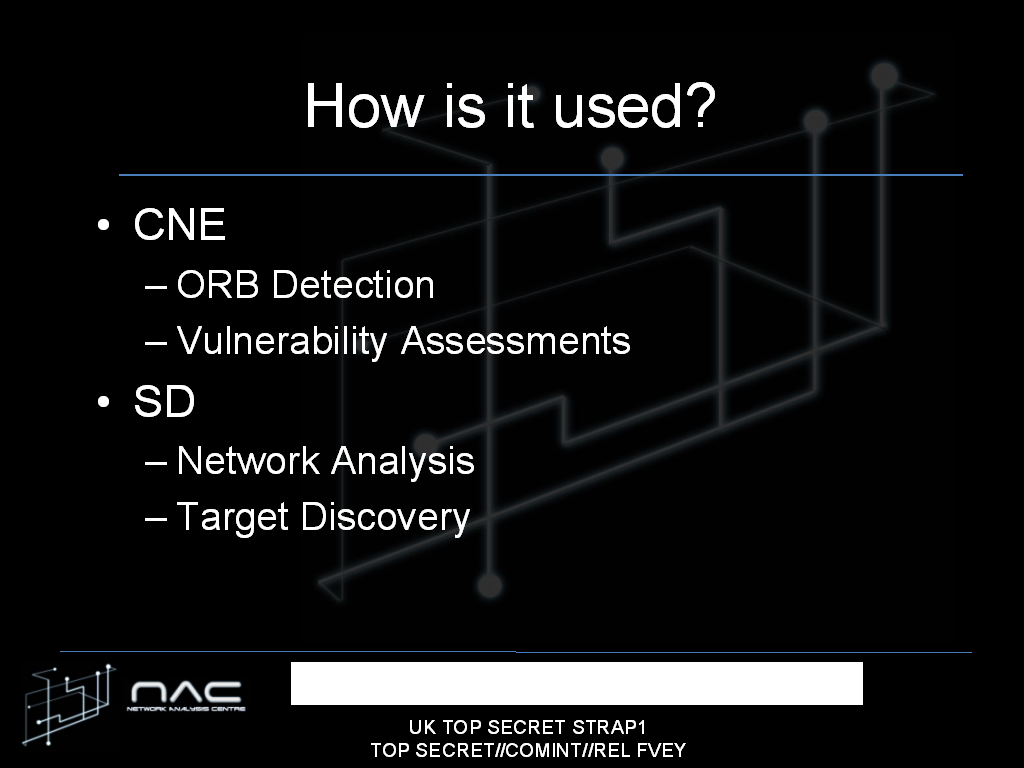 How is it used?
• CNE
– ORB Detection
– Vulnerability Assessments
• SD
– Network Analysis
– Target Discovery
NAC
NETWORK ANALYSIS CENTRE
UK TOP SECRET STRAP1
TOP SECRET//COMINT//REL FVEY